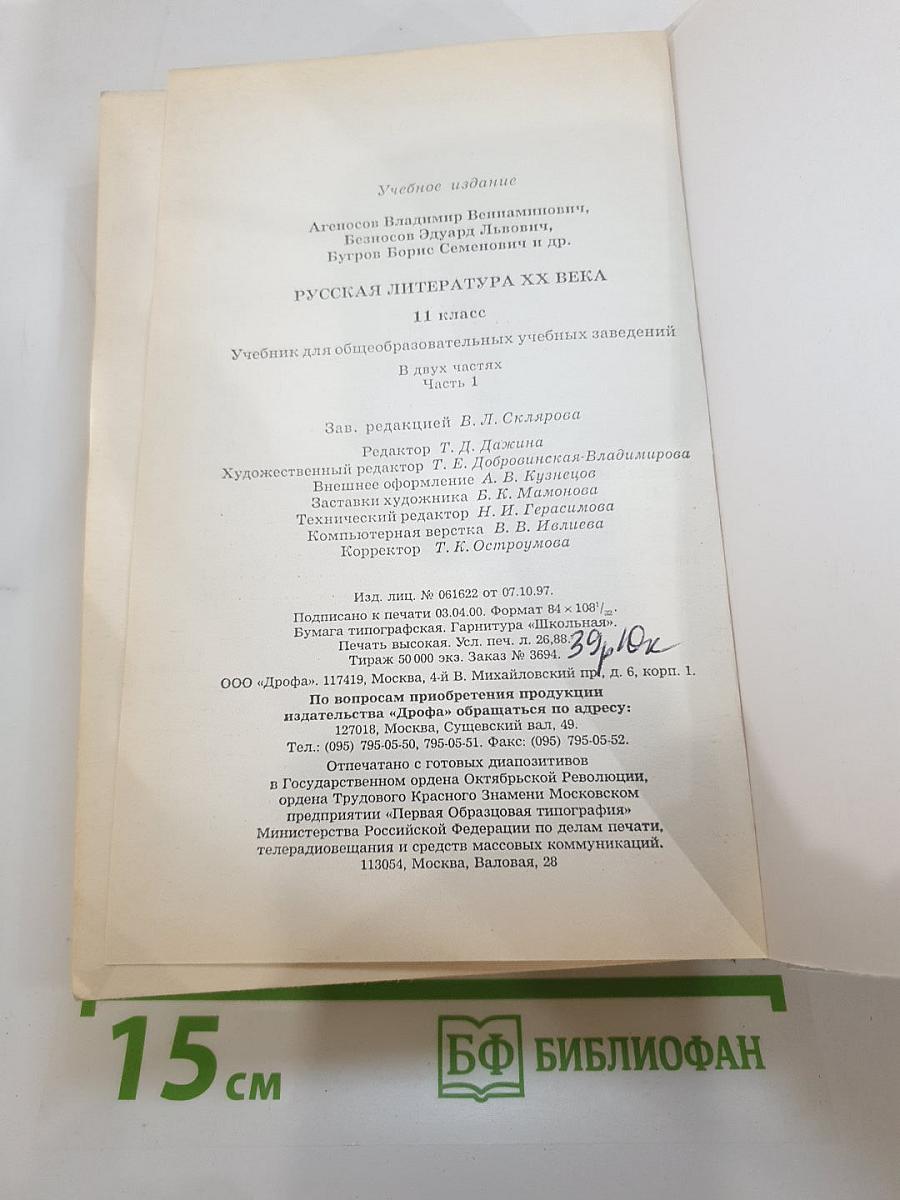 Учебное издание
Агеносов Владимир Вениаминович,
Безносов Эдуард Львович,
Бугров Борис Семенович и др.
РУССКАЯ ЛИТЕРАТУРА XX ВЕКА
11 класс
Учебник для общеобразовательных учебных заведений
В двух частях
Часть 1
Зав. редакцией В. Л. Склярова
Редактор Т. Д. Дажина
Художественный редактор Т. Е. Добровинская-Владимирова
Внешнее оформление А. В. Кузнецов
Заставки художника Б. К. Мамонова
Технический редактор Н. И. Герасимова
Компьютерная верстка В. В. Ивлиева
Корректор Т. К. Остроумова
Изд. лиц. № 061622 от 07.10.97.
Подписано к печати 03.04.00. Формат 84 × 108 1/32.
Бумага типографская. Гарнитура «Школьная».
Печать высокая. Усл. печ. л. 26,88.
Тираж 50 000 экз. Заказ № 3694.
39р10к
ООО «Дрофа». 117419, Москва, 4-й В. Михайловский пр., д. 6, корп. 1.
По вопросам приобретения продукции
издательства «Дрофа» обращаться по адресу:
127018, Москва, Сущевский вал, 49.
Тел.: (095) 795-05-50, 795-05-51. Факс: (095) 795-05-52.
Отпечатано с готовых диапозитивов
в Государственном ордена Октябрьской Революции,
ордена Трудового Красного Знамени Московском
предприятии «Первая Образцовая типография»
Министерства Российской Федерации по делам печати,
телерадиовещания и средств массовых коммуникаций.
113054, Москва, Валовая, 28
15 см
БФ БИБЛИОФАН